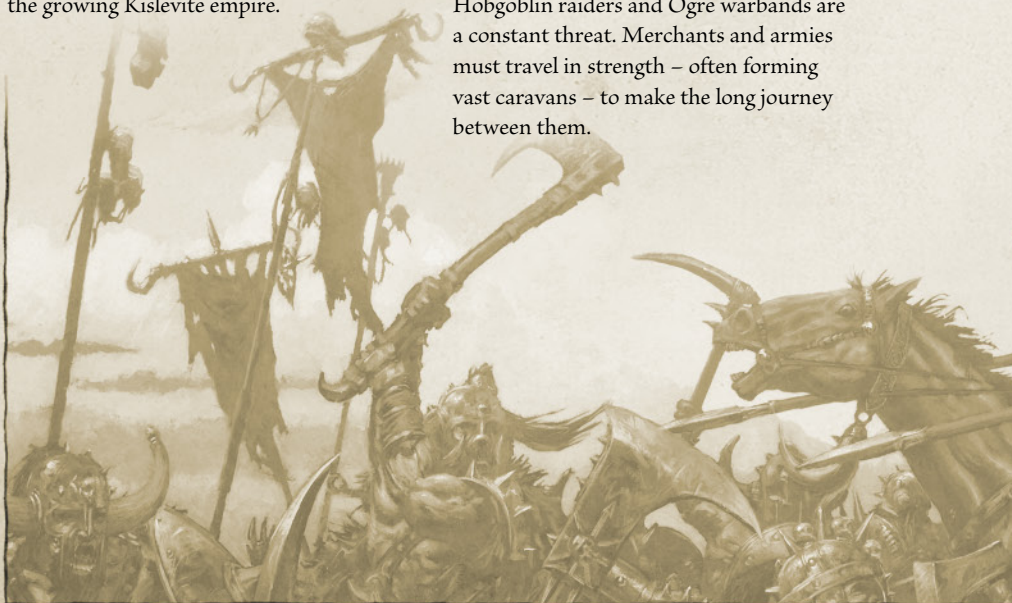 the growing Kislevite empire.
Hobgoblin raiders and Ogre warbands are
a constant threat. Merchants and armies
must travel in strength – often forming
vast caravans – to make the long journey
between them.